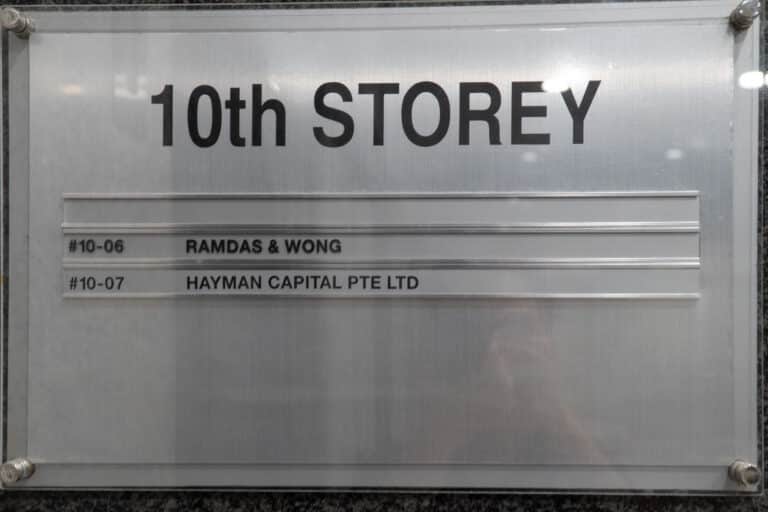 10th STOREY
#10-06 RAMDAS & WONG
#10-07 HAYMAN CAPITAL PTE LTD